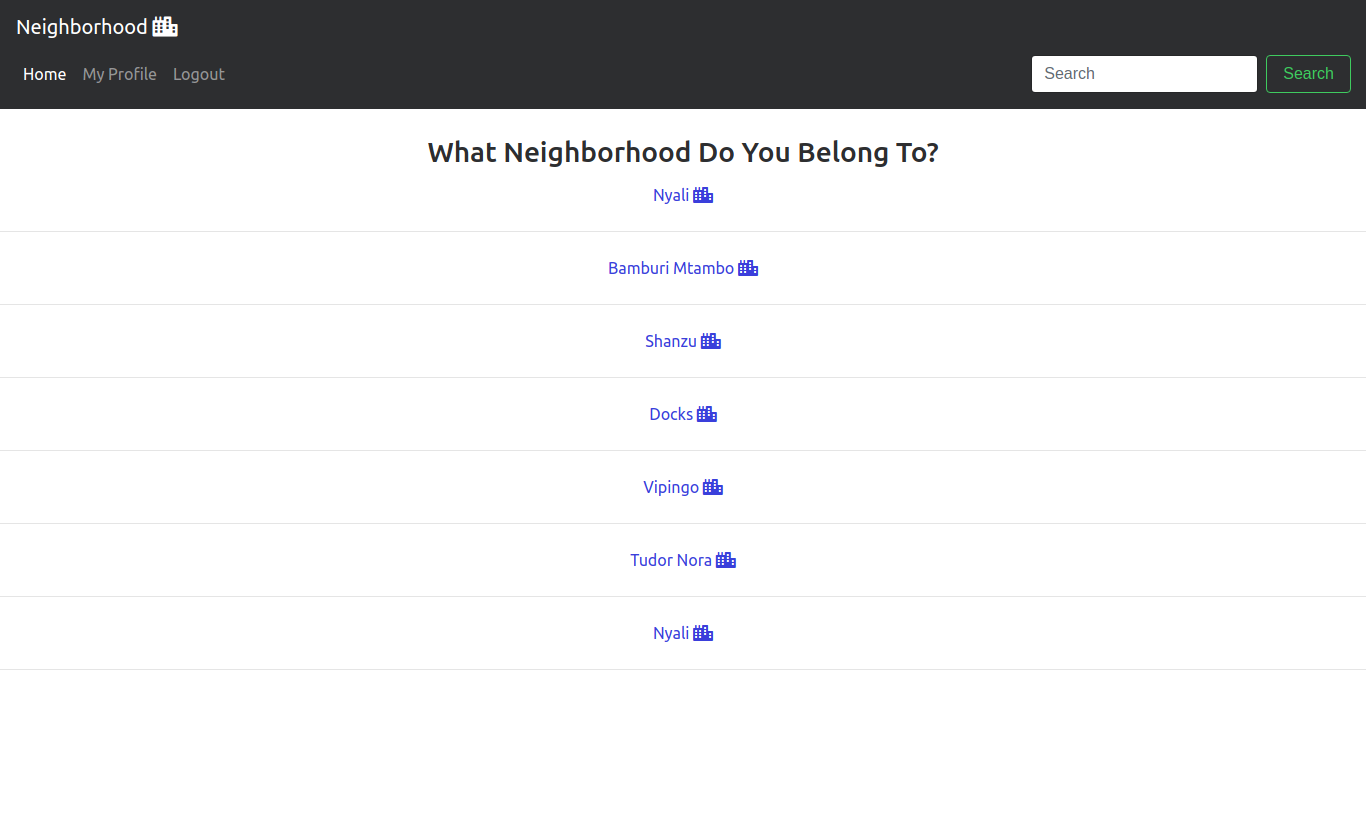 Neighborhood
Home My Profile Logout Search Search
What Neighborhood Do You Belong To?
Nyali
Bamburi Mtambo
Shanzu
Docks
Vipingo
Tudor Nora
Nyali